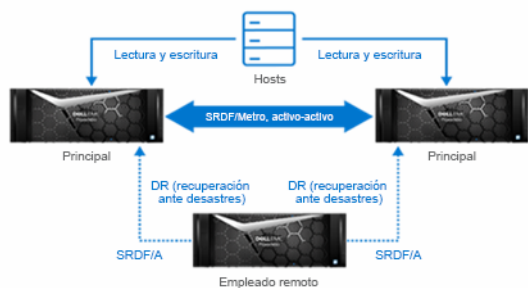 Lectura y escritura
Lectura y escritura
Hosts
SRDF/Metro, activo-activo
Principal
Principal
DR (recuperación
ante desastres)
DR (recuperación
ante desastres)
SRDF/A
SRDF/A
Empleado remoto